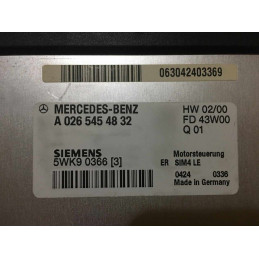 063042403369
MERCEDES-BENZ
A 026 545 48 32
HW 02/00
FD 43W00
Q 01
SIEMENS
5WK9 0366 [3]
Motorsteuerung
ER SIM4 LE
0424 0336
Made in Germany